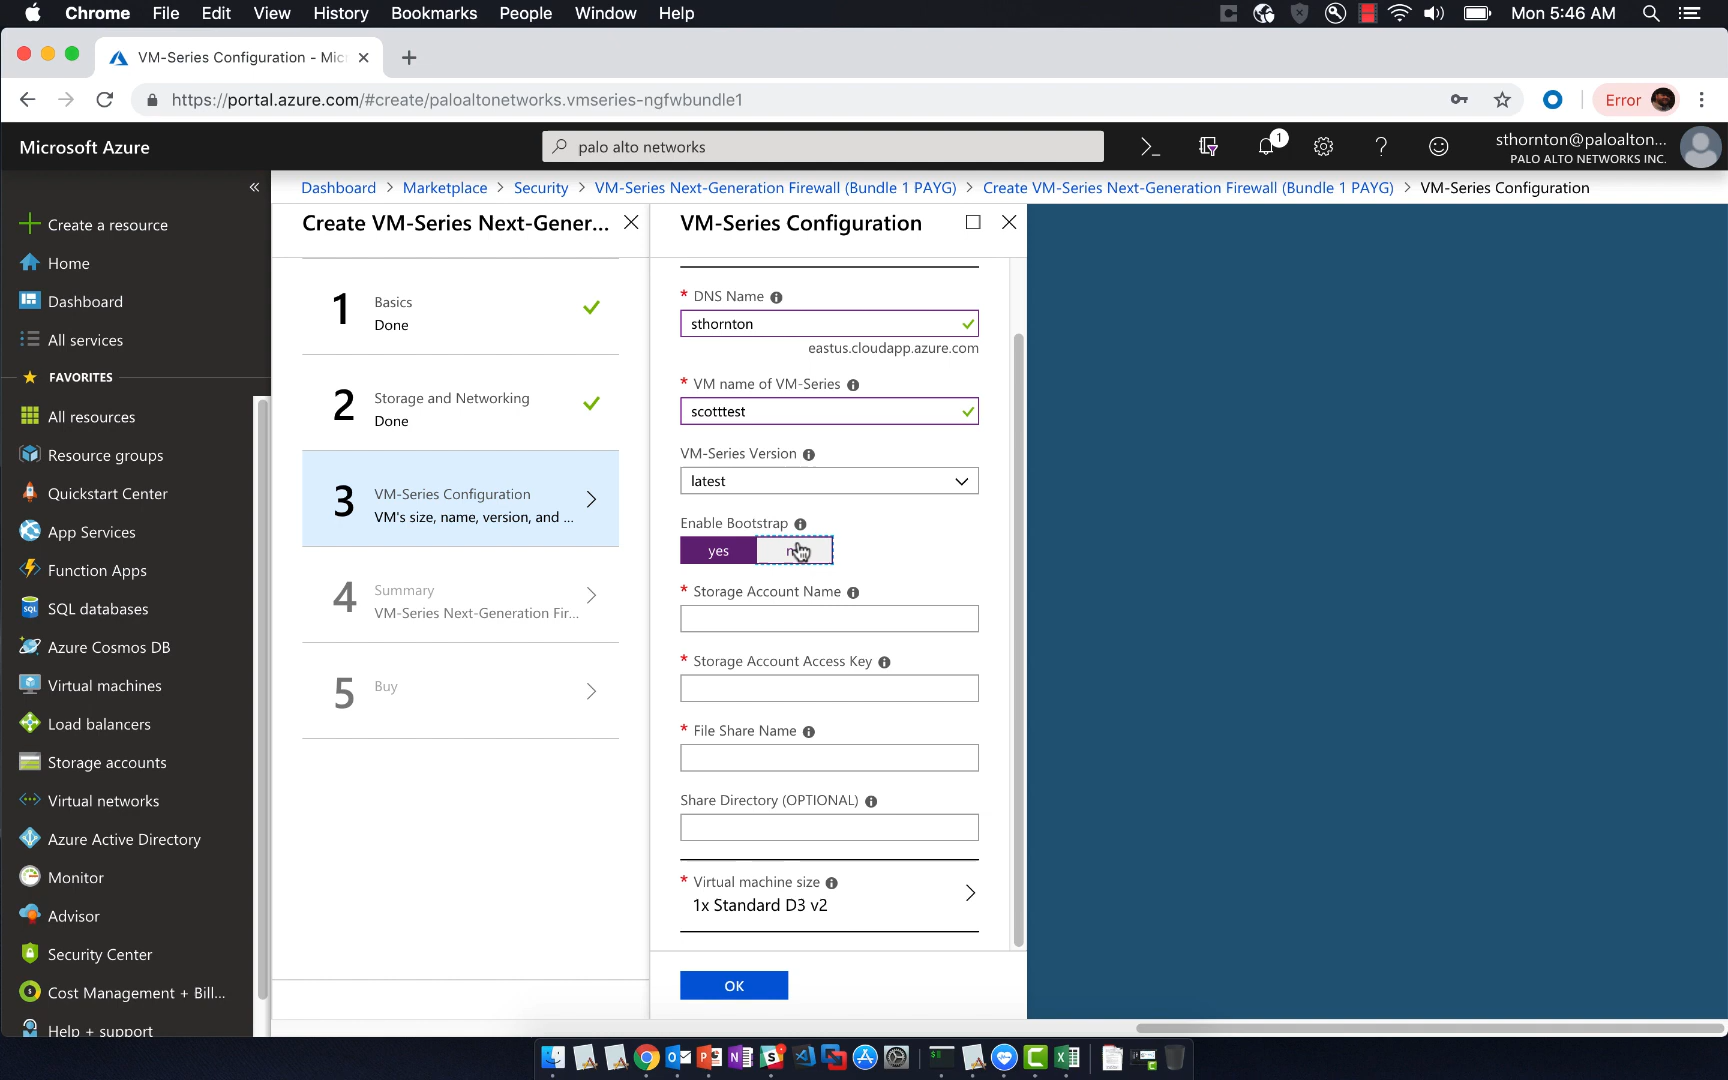 Chrome File Edit View History Bookmarks People Window Help Mon 5:46 AM
VM-Series Configuration - Mic
https://portal.azure.com/#create/paloaltonetworks.vmseries-ngfwbundle1
Error
Microsoft Azure
palo alto networks
1
sthornton@paloalton...
PALO ALTO NETWORKS INC.
Dashboard > Marketplace > Security > VM-Series Next-Generation Firewall (Bundle 1 PAYG) > Create VM-Series Next-Generation Firewall (Bundle 1 PAYG) > VM-Series Configuration
Create a resource
Home
Dashboard
All services
FAVORITES
All resources
Resource groups
Quickstart Center
App Services
Function Apps
SQL databases
Azure Cosmos DB
Virtual machines
Load balancers
Storage accounts
Virtual networks
Azure Active Directory
Monitor
Advisor
Security Center
Cost Management + Bill...
Help + support
Create VM-Series Next-Gener...
1 Basics
Done
2 Storage and Networking
Done
3 VM-Series Configuration
VM's size, name, version, and ...
4 Summary
VM-Series Next-Generation Fir...
5 Buy
VM-Series Configuration
* DNS Name
sthornton
eastus.cloudapp.azure.com
* VM name of VM-Series
scotttest
VM-Series Version
latest
Enable Bootstrap
yes
* Storage Account Name
* Storage Account Access Key
* File Share Name
Share Directory (OPTIONAL)
* Virtual machine size
1x Standard D3 v2
OK